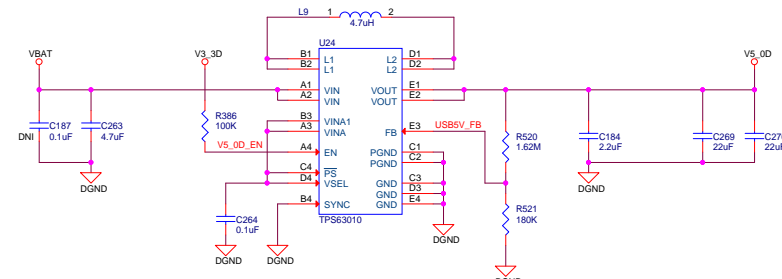 L9 1 2
4.7uH
VBAT
V3_3D
U24
V5_0D
B1 L1 L2 D1
B2 L1 L2 D2
A1 VIN VOUT E1
A2 VIN VOUT E2
C187
0.1uF
DNI
C263
4.7uF
R386
100K
B3 VINA1
A3 VINA FB E3 USB5V_FB
V5_0D_EN A4 EN PGND C1
PGND C2
C4 PS GND C3
D4 VSEL GND D3
B4 SYNC GND E4
TPS63010
R520
1.62M
C184
2.2uF
C269
22uF
22uF
R521
180K
C264
0.1uF
DGND
DGND
DGND
DGND
DGND
DGND
DGND